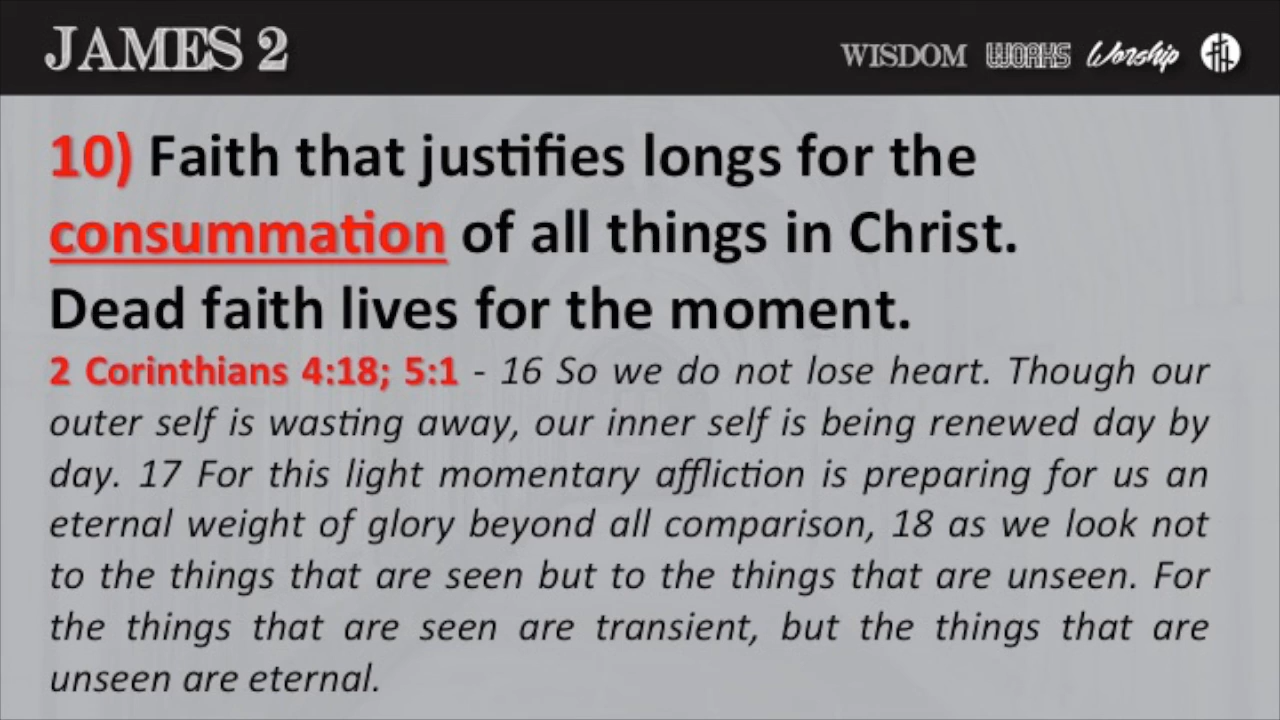 JAMES 2
WISDOM WORKS Worship
10) Faith that justifies longs for the
consummation of all things in Christ.
Dead faith lives for the moment.
2 Corinthians 4:18; 5:1 - 16 So we do not lose heart. Though our
outer self is wasting away, our inner self is being renewed day by
day. 17 For this light momentary affliction is preparing for us an
eternal weight of glory beyond all comparison, 18 as we look not
to the things that are seen but to the things that are unseen. For
the things that are seen are transient, but the things that are
unseen are eternal.